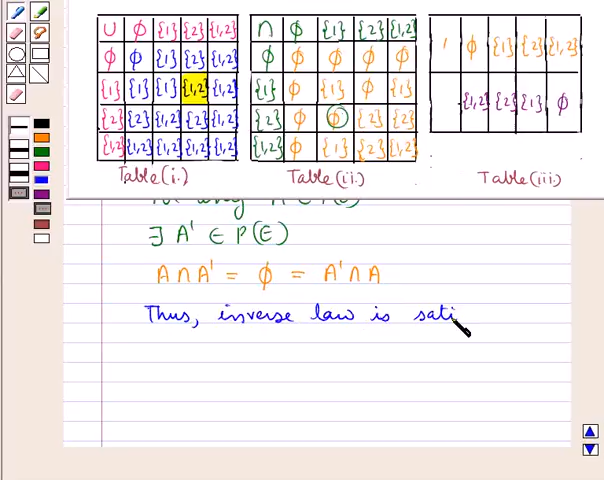 ∪ ϕ {1} {2} {1,2}
ϕ ϕ {1} {2} {1,2}
{1} {1} {1} {1,2} {1,2}
{2} {2} {1,2} {2} {1,2}
{1,2} {1,2} {1,2} {1,2} {1,2}
Table(i.)
∩ ϕ {1} {2} {1,2}
ϕ ϕ ϕ ϕ ϕ
{1} ϕ {1} ϕ {1}
{2} ϕ ϕ {2} {2}
{1,2} ϕ {1} {2} {1,2}
Table(ii.)
' ϕ {1} {2} {1,2}
{1,2} {2} {1} ϕ
Table(iii.)
A ∈ P(E)
∃ A' ∈ P(E)
A ∩ A' = ϕ = A' ∩ A
Thus, inverse law is sati